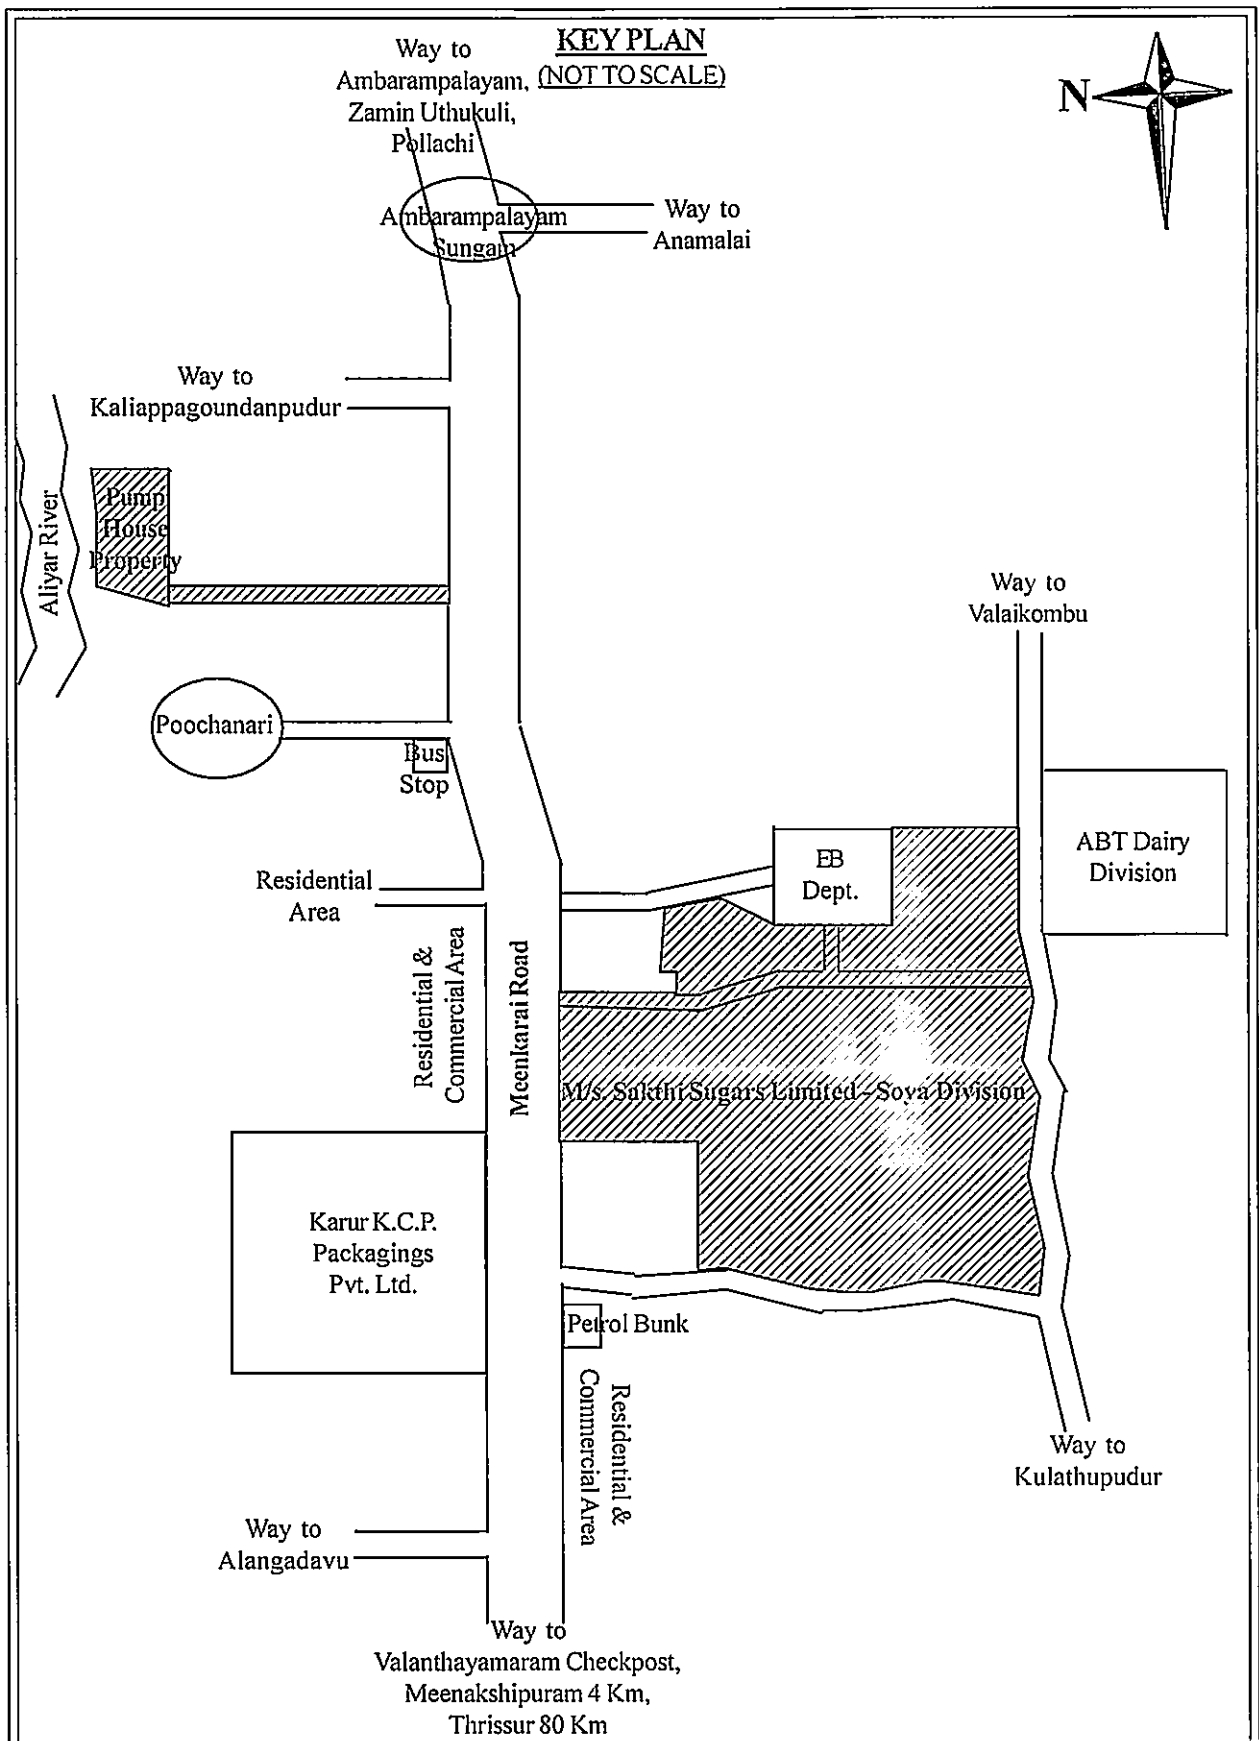 KEY PLAN
(NOT TO SCALE)
N
Way to
Ambarampalayam,
Zamin Uthukuli,
Pollachi
Ambarampalayam
Sungam
Way to
Anamalai
Way to
Kaliappagoundanpudur
Aliyar River
Pump
House
Property
Way to
Valaikombu
Poochanari
Bus
Stop
EB
Dept.
ABT Dairy
Division
Residential
Area
Residential &
Commercial Area
Meenkarai Road
M/s. Sakthi Sugars Limited - Soya Division
Karur K.C.P.
Packagings
Pvt. Ltd.
Petrol Bunk
Residential &
Commercial Area
Way to
Kulathupudur
Way to
Alangadavu
Way to
Valanthayamaram Checkpost,
Meenakshipuram 4 Km,
Thrissur 80 Km